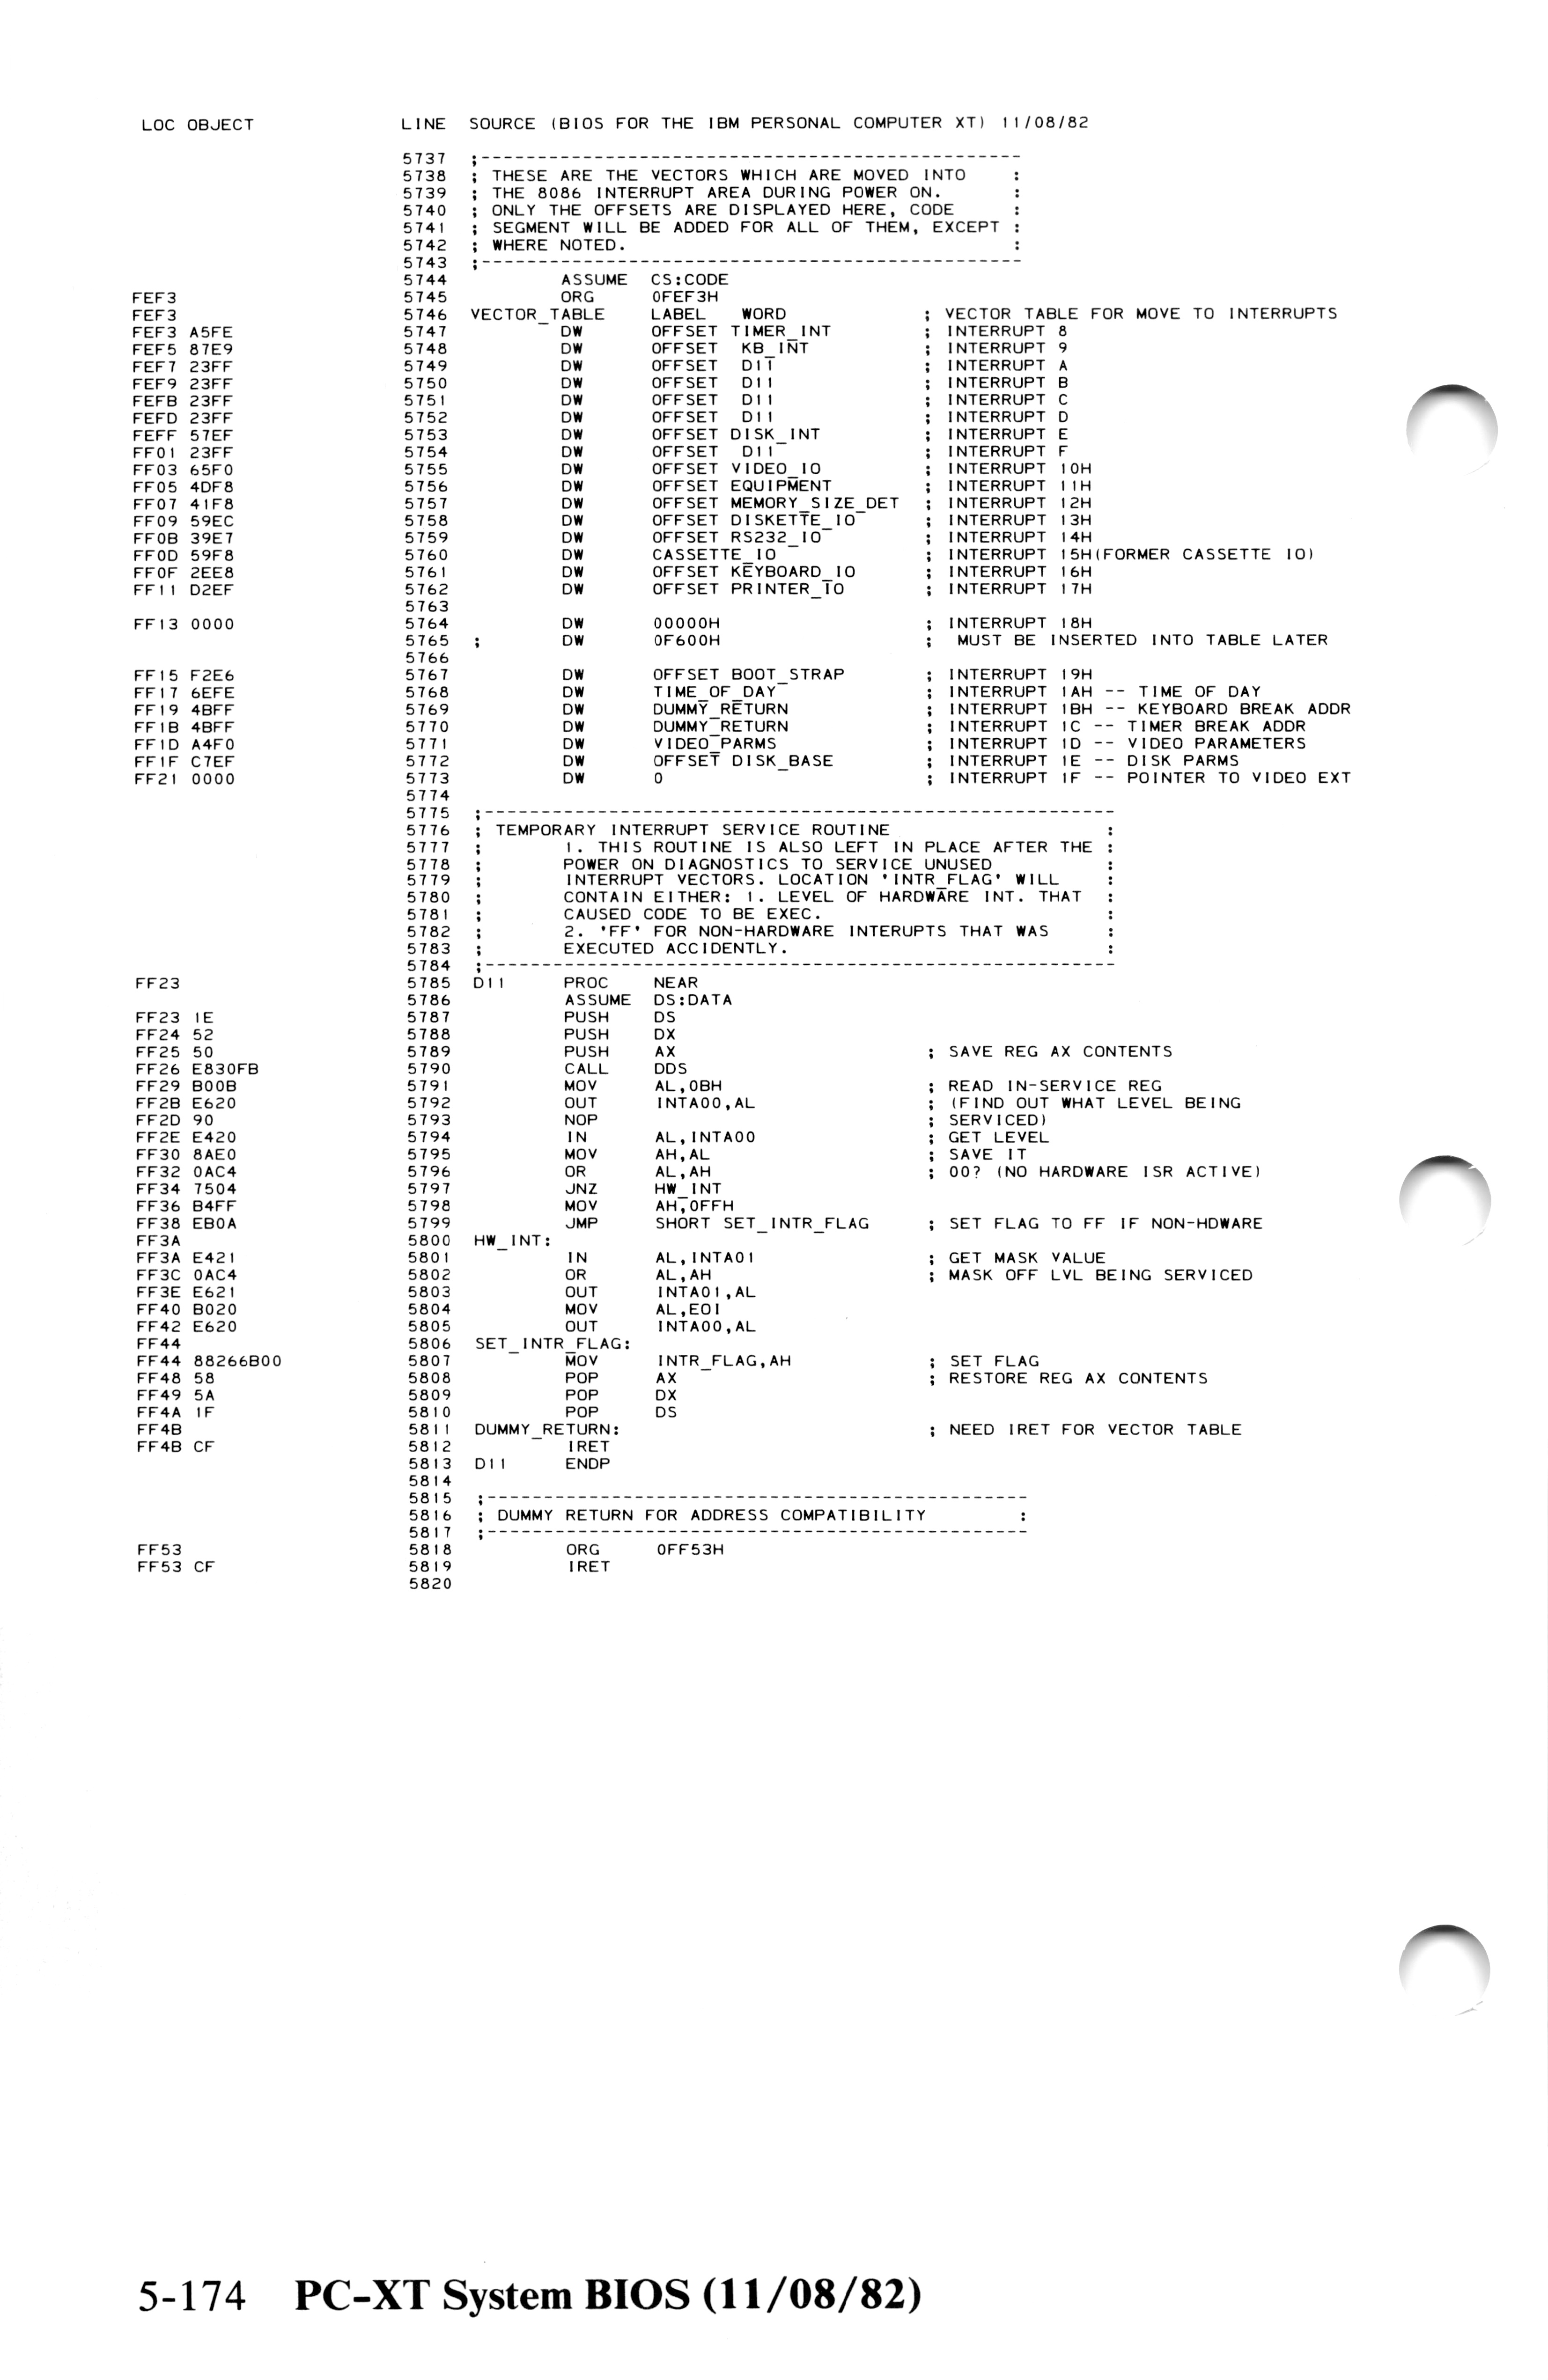 LOC OBJECT LINE SOURCE (BIOS FOR THE IBM PERSONAL COMPUTER XT) 11/08/82
5737 ;------------------------------------------------
5738 ; THESE ARE THE VECTORS WHICH ARE MOVED INTO :
5739 ; THE 8086 INTERRUPT AREA DURING POWER ON. :
5740 ; ONLY THE OFFSETS ARE DISPLAYED HERE, CODE :
5741 ; SEGMENT WILL BE ADDED FOR ALL OF THEM, EXCEPT :
5742 ; WHERE NOTED. :
5743 ;------------------------------------------------
5744 ASSUME CS:CODE
FEF3 5745 ORG 0FEF3H
FEF3 5746 VECTOR_TABLE LABEL WORD ; VECTOR TABLE FOR MOVE TO INTERRUPTS
FEF3 A5FE 5747 DW OFFSET TIMER_INT ; INTERRUPT 8
FEF5 87E9 5748 DW OFFSET KB_INT ; INTERRUPT 9
FEF7 23FF 5749 DW OFFSET D11 ; INTERRUPT A
FEF9 23FF 5750 DW OFFSET D11 ; INTERRUPT B
FEFB 23FF 5751 DW OFFSET D11 ; INTERRUPT C
FEFD 23FF 5752 DW OFFSET D11 ; INTERRUPT D
FEFF 57EF 5753 DW OFFSET DISK_INT ; INTERRUPT E
FF01 23FF 5754 DW OFFSET D11 ; INTERRUPT F
FF03 65F0 5755 DW OFFSET VIDEO_IO ; INTERRUPT 10H
FF05 4DF8 5756 DW OFFSET EQUIPMENT ; INTERRUPT 11H
FF07 41F8 5757 DW OFFSET MEMORY_SIZE_DET ; INTERRUPT 12H
FF09 59EC 5758 DW OFFSET DISKETTE_IO ; INTERRUPT 13H
FF0B 39E7 5759 DW OFFSET RS232_IO ; INTERRUPT 14H
FF0D 59F8 5760 DW CASSETTE_IO ; INTERRUPT 15H(FORMER CASSETTE IO)
FF0F 2EE8 5761 DW OFFSET KEYBOARD_IO ; INTERRUPT 16H
FF11 D2EF 5762 DW OFFSET PRINTER_IO ; INTERRUPT 17H
5763
FF13 0000 5764 DW 00000H ; INTERRUPT 18H
5765 ; DW 0F600H ; MUST BE INSERTED INTO TABLE LATER
5766
FF15 F2E6 5767 DW OFFSET BOOT_STRAP ; INTERRUPT 19H
FF17 6EFE 5768 DW TIME_OF_DAY ; INTERRUPT 1AH -- TIME OF DAY
FF19 4BFF 5769 DW DUMMY_RETURN ; INTERRUPT 1BH -- KEYBOARD BREAK ADDR
FF1B 4BFF 5770 DW DUMMY_RETURN ; INTERRUPT 1C -- TIMER BREAK ADDR
FF1D A4F0 5771 DW VIDEO_PARMS ; INTERRUPT 1D -- VIDEO PARAMETERS
FF1F C7EF 5772 DW OFFSET DISK_BASE ; INTERRUPT 1E -- DISK PARMS
FF21 0000 5773 DW 0 ; INTERRUPT 1F -- POINTER TO VIDEO EXT
5774
5775 ;--------------------------------------------------------
5776 ; TEMPORARY INTERRUPT SERVICE ROUTINE :
5777 ; 1. THIS ROUTINE IS ALSO LEFT IN PLACE AFTER THE :
5778 ; POWER ON DIAGNOSTICS TO SERVICE UNUSED :
5779 ; INTERRUPT VECTORS. LOCATION 'INTR_FLAG' WILL :
5780 ; CONTAIN EITHER: 1. LEVEL OF HARDWARE INT. THAT :
5781 ; CAUSED CODE TO BE EXEC. :
5782 ; 2. 'FF' FOR NON-HARDWARE INTERUPTS THAT WAS :
5783 ; EXECUTED ACCIDENTLY. :
5784 ;--------------------------------------------------------
FF23 5785 D11 PROC NEAR
5786 ASSUME DS:DATA
FF23 1E 5787 PUSH DS
FF24 52 5788 PUSH DX
FF25 50 5789 PUSH AX ; SAVE REG AX CONTENTS
FF26 E830FB 5790 CALL DDS
FF29 B00B 5791 MOV AL,0BH ; READ IN-SERVICE REG
FF2B E620 5792 OUT INTA00,AL ; (FIND OUT WHAT LEVEL BEING
FF2D 90 5793 NOP ; SERVICED)
FF2E E420 5794 IN AL,INTA00 ; GET LEVEL
FF30 8AE0 5795 MOV AH,AL ; SAVE IT
FF32 0AC4 5796 OR AL,AH ; 00? (NO HARDWARE ISR ACTIVE)
FF34 7504 5797 JNZ HW_INT
FF36 B4FF 5798 MOV AH,0FFH
FF38 EB0A 5799 JMP SHORT SET_INTR_FLAG ; SET FLAG TO FF IF NON-HDWARE
FF3A 5800 HW_INT:
FF3A E421 5801 IN AL,INTA01 ; GET MASK VALUE
FF3C 0AC4 5802 OR AL,AH ; MASK OFF LVL BEING SERVICED
FF3E E621 5803 OUT INTA01,AL
FF40 B020 5804 MOV AL,EOI
FF42 E620 5805 OUT INTA00,AL
FF44 5806 SET_INTR_FLAG:
FF44 88266B00 5807 MOV INTR_FLAG,AH ; SET FLAG
FF48 58 5808 POP AX ; RESTORE REG AX CONTENTS
FF49 5A 5809 POP DX
FF4A 1F 5810 POP DS
FF4B 5811 DUMMY_RETURN: ; NEED IRET FOR VECTOR TABLE
FF4B CF 5812 IRET
5813 D11 ENDP
5814
5815 ;------------------------------------------------
5816 ; DUMMY RETURN FOR ADDRESS COMPATIBILITY :
5817 ;------------------------------------------------
FF53 5818 ORG 0FF53H
FF53 CF 5819 IRET
5820
5-174 PC-XT System BIOS (11/08/82)